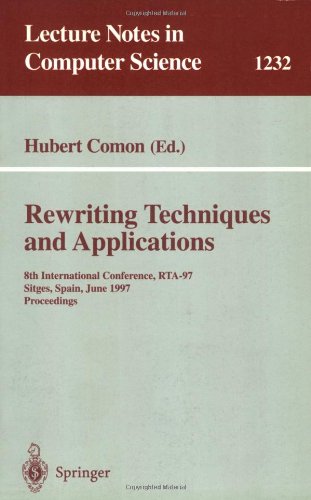 Lecture Notes in
Computer Science 1232
Hubert Comon (Ed.)
Rewriting Techniques
and Applications
8th International Conference, RTA-97
Sitges, Spain, June 1997
Proceedings
Springer